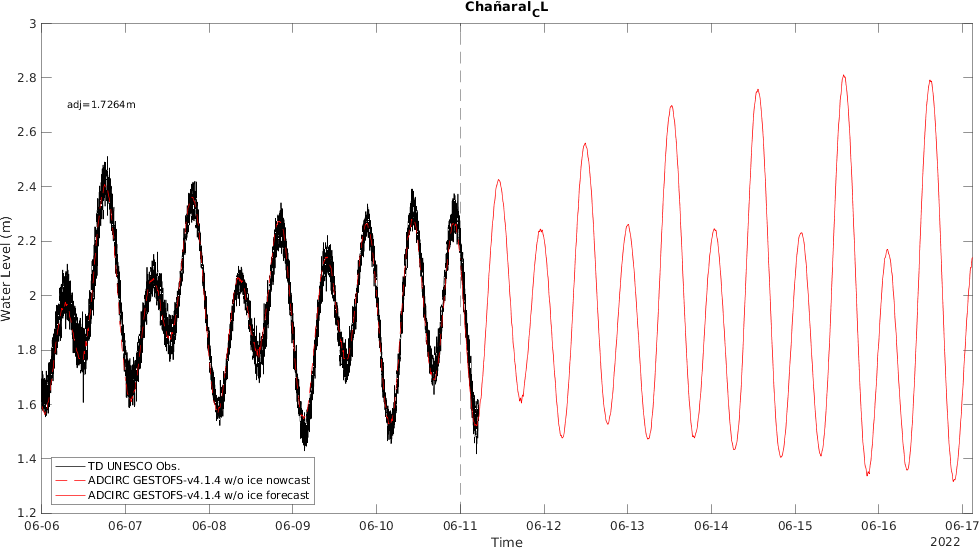 Chañaral_CL
3
2.8
adj=1.7264m
2.6
2.4
2.2
Water Level (m)
2
1.8
1.6
1.4
1.2
TD UNESCO Obs.
ADCIRC GESTOFS-v4.1.4 w/o ice nowcast
ADCIRC GESTOFS-v4.1.4 w/o ice forecast
06-06 06-07 06-08 06-09 06-10 06-11 06-12 06-13 06-14 06-15 06-16 06-17
Time
2022